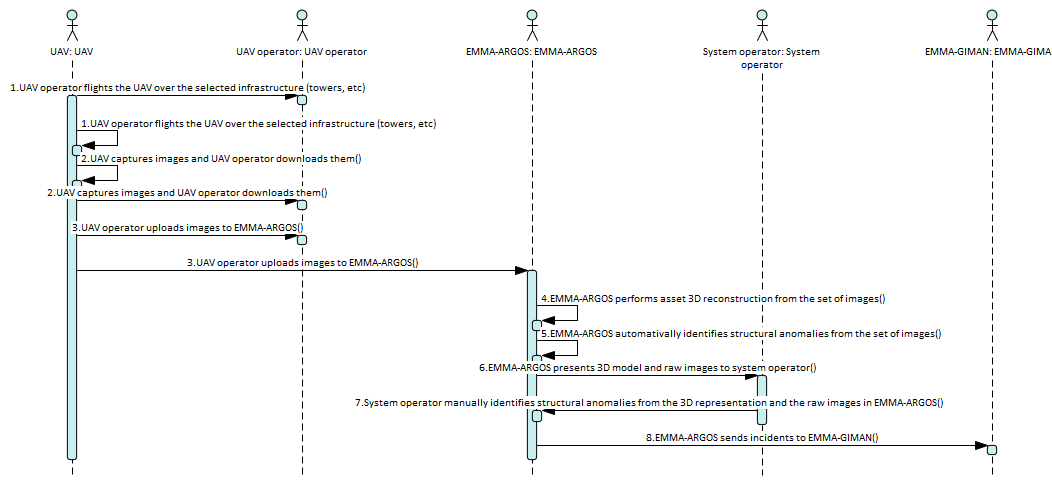 UAV: UAV
UAV operator: UAV operator
EMMA-ARGOS: EMMA-ARGOS
System operator: System
operator
EMMA-GIMAN: EMMA-GIMA
1.UAV operator flights the UAV over the selected infrastructure (towers, etc)
1.UAV operator flights the UAV over the selected infrastructure (towers, etc)
2.UAV captures images and UAV operator downloads them()
2.UAV captures images and UAV operator downloads them()
3.UAV operator uploads images to EMMA-ARGOS()
3.UAV operator uploads images to EMMA-ARGOS()
4.EMMA-ARGOS performs asset 3D reconstruction from the set of images()
5.EMMA-ARGOS automativally identifies structural anomalies from the set of images()
6.EMMA-ARGOS presents 3D model and raw images to system operator()
7.System operator manually identifies structural anomalies from the 3D representation and the raw images in EMMA-ARGOS()
8.EMMA-ARGOS sends incidents to EMMA-GIMAN()